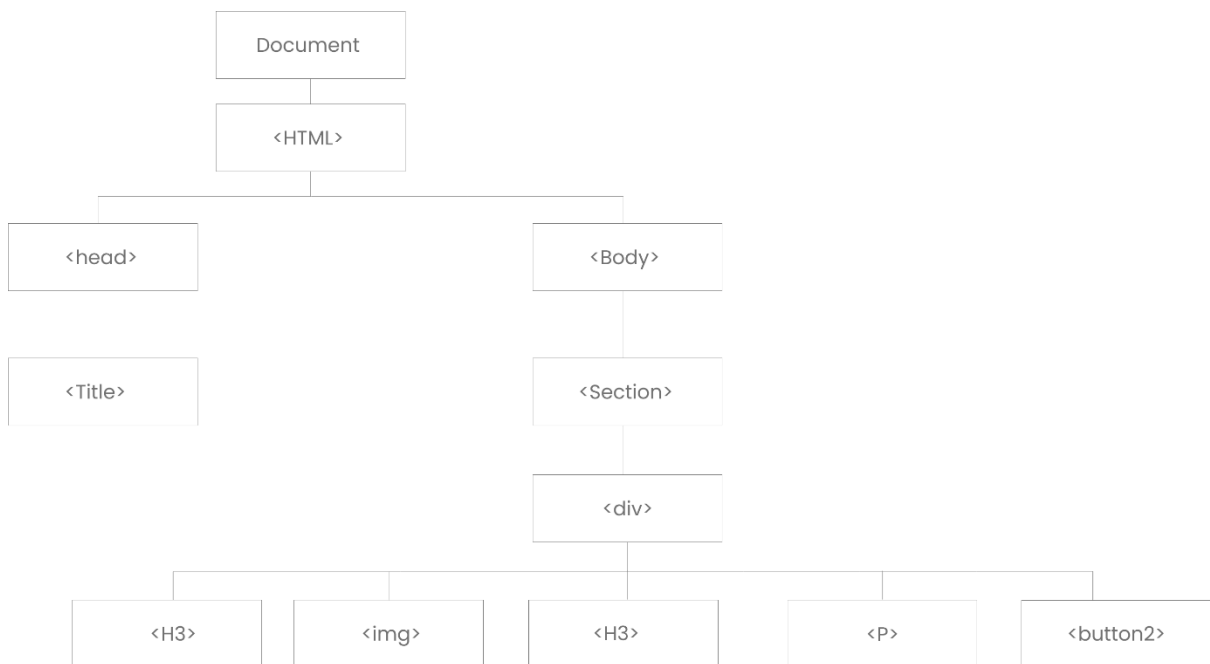 Document
<HTML>
<head>
<Body>
<Title>
<Section>
<div>
<H3>
<img>
<H3>
<P>
<button2>